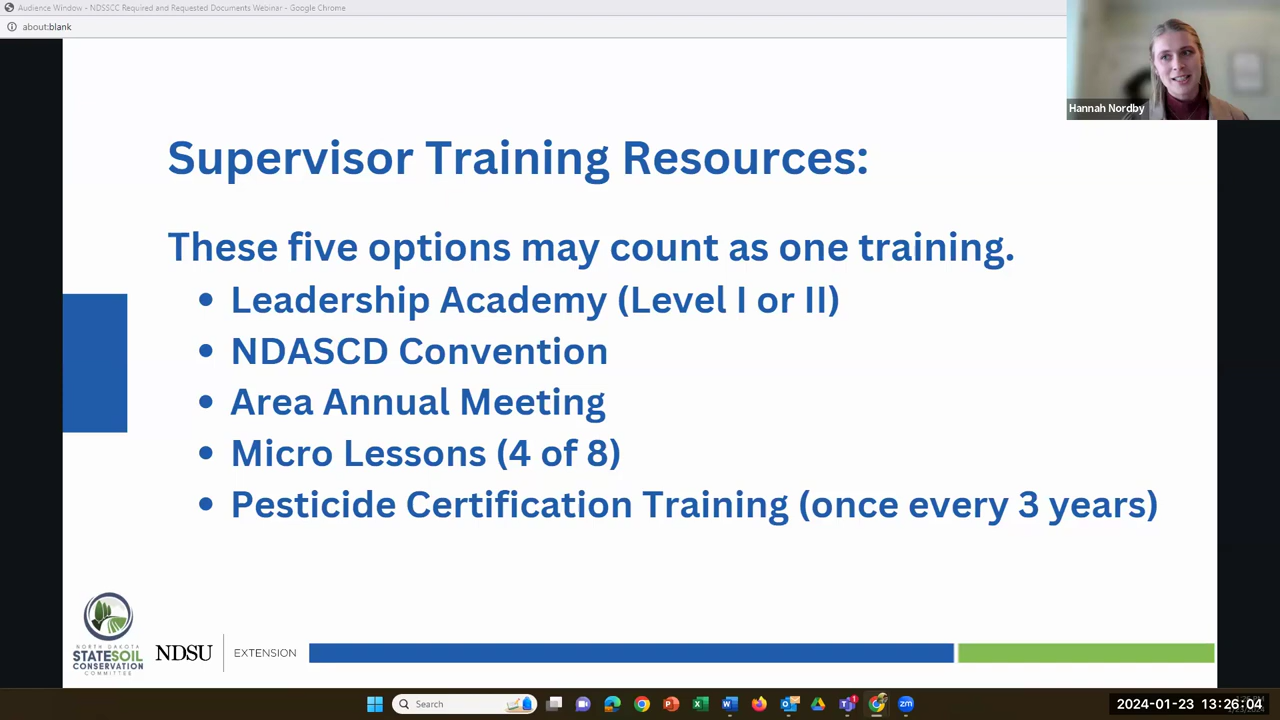 Audience Window - NDSSCC Required and Requested Documents Webinar - Google Chrome
about:blank
Hannah Nordby
Supervisor Training Resources:
These five options may count as one training.
• Leadership Academy (Level I or II)
• NDASCD Convention
• Area Annual Meeting
• Micro Lessons (4 of 8)
• Pesticide Certification Training (once every 3 years)
NORTH DAKOTA
STATE SOIL
CONSERVATION
COMMITTEE
NDSU
EXTENSION
Search
2024-01-23 13:26:04